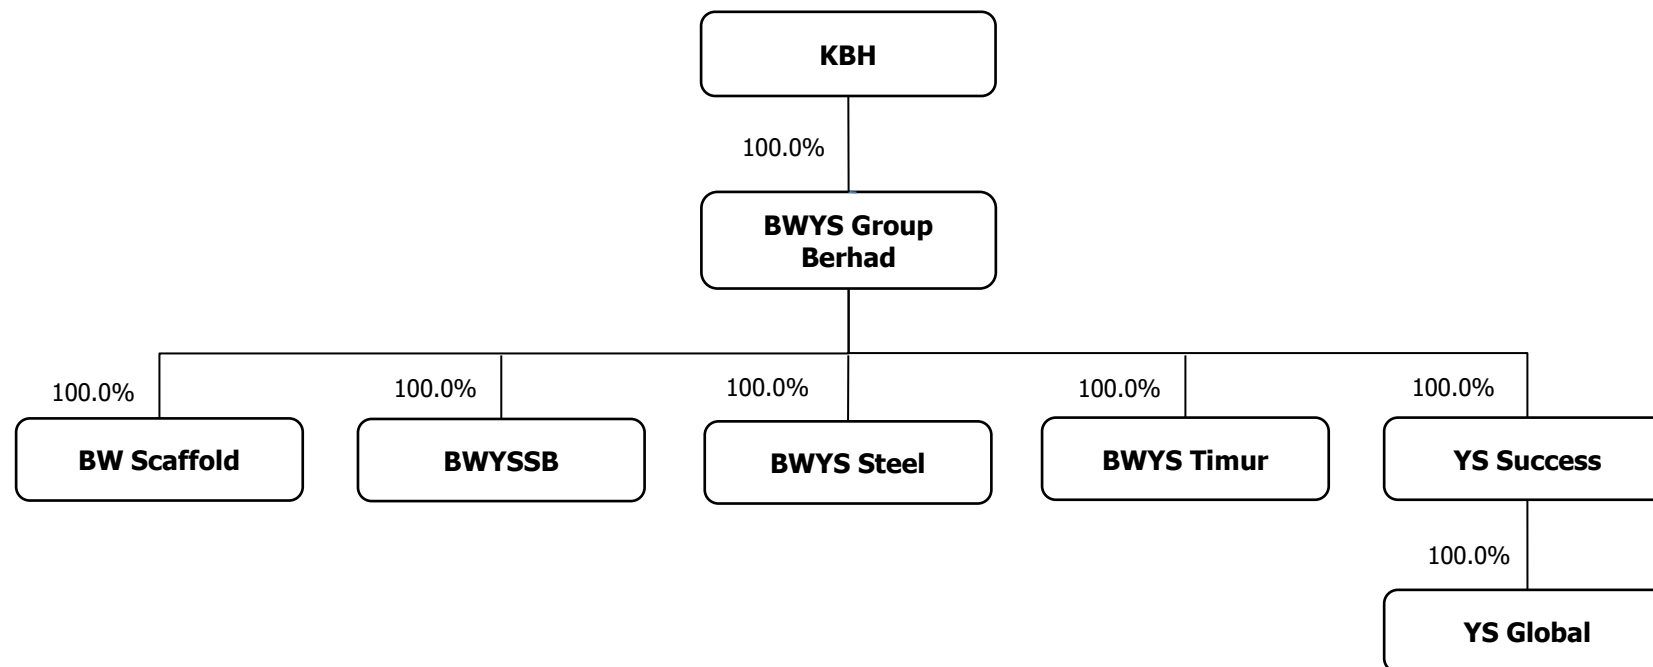 KBH
100.0%
BWYS Group
Berhad
100.0%
100.0%
100.0%
100.0%
100.0%
BW Scaffold
BWYSSB
BWYS Steel
BWYS Timur
YS Success
100.0%
YS Global